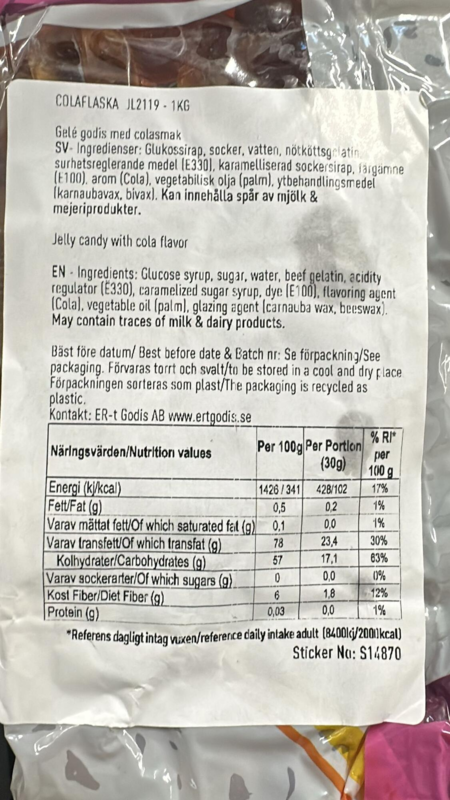 COLAFLASKA JL2119 - 1KG
Gelé godis med colasmak
SV- Ingredienser: Glukossirap, socker, vatten, nötköttsgelatin,
surhetsreglerande medel (E330), karamelliserad sockersirap, färgämne
(E100), arom (Cola), vegetabilisk olja (palm), ytbehandlingsmedel
(karnaubavax, bivax). Kan innehålla spår av mjölk &
mejeriprodukter.
Jelly candy with cola flavor
EN - Ingredients: Glucose syrup, sugar, water, beef gelatin, acidity
regulator (E330), caramelized sugar syrup, dye (E100), flavoring agent
(Cola), vegetable oil (palm), glazing agent (carnauba wax, beeswax).
May contain traces of milk & dairy products.
Bäst före datum/ Best before date & Batch nr: Se förpackning/See
packaging. Förvaras torrt och svalt/to be stored in a cool and dry place.
Förpackningen sorteras som plast/The packaging is recycled as
plastic.
Kontakt: ER-t Godis AB www.ertgodis.se
Näringsvärden/Nutrition values Per 100g Per Portion (30g) % RI* per 100 g
Energi (kj/kcal) 1426/341 428/102 17%
Fett/Fat (g) 0,5 0,2 1%
Varav mättat fett/Of which saturated fat (g) 0,1 0,0 1%
Varav transfett/Of which transfat (g) 78 23,4 30%
Kolhydrater/Carbohydrates (g) 57 17,1 63%
Varav sockerarter/Of which sugars (g) 0 0,0 0%
Kost Fiber/Diet Fiber (g) 6 1,8 12%
Protein (g) 0,03 0,0 1%
*Referens dagligt intag vuxen/reference daily intake adult (8400kj/2000kcal)
Sticker No: S14870